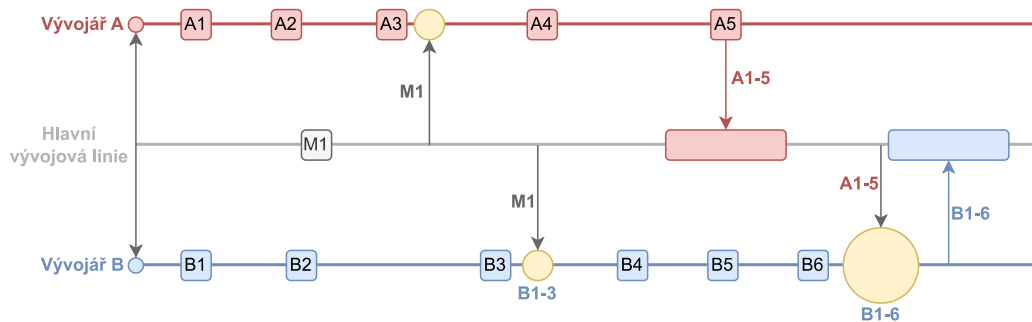 Vývojář A
A1
A2
A3
A4
A5
M1
A1-5
Hlavní
vývojová linie
M1
M1
A1-5
B1-6
Vývojář B
B1
B2
B3
B4
B5
B6
B1-3
B1-6